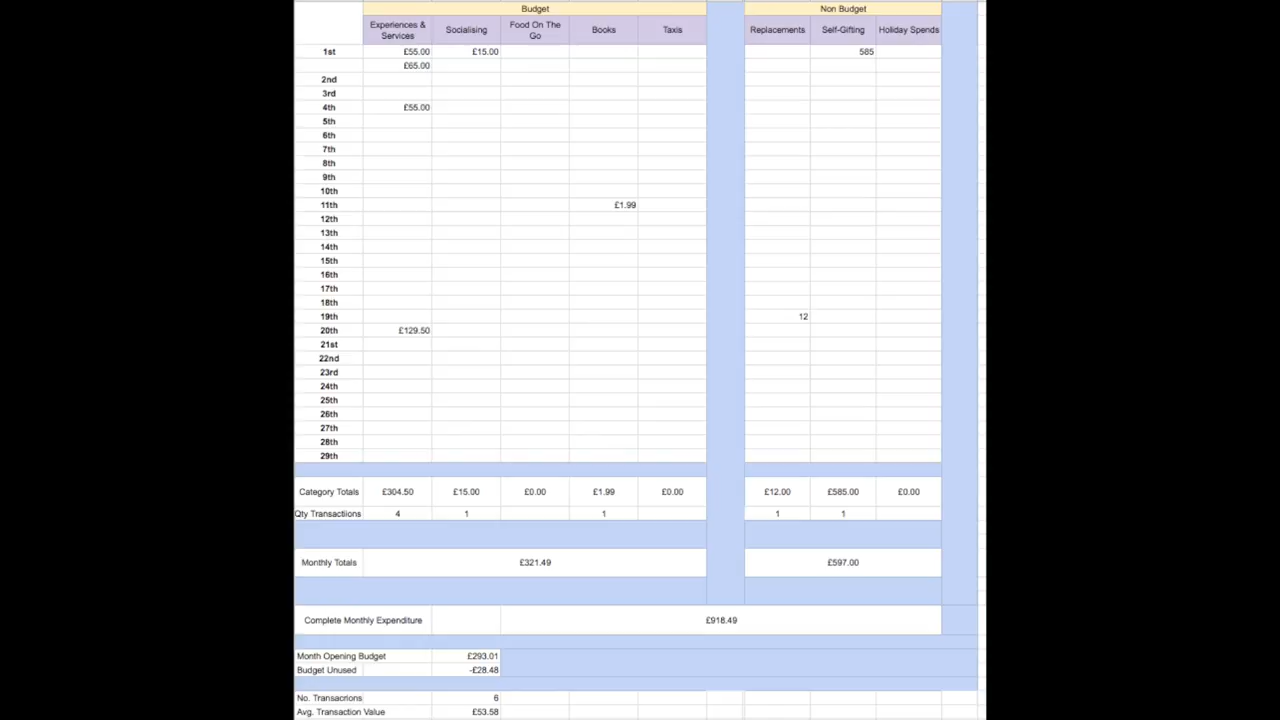 Budget Non Budget
Experiences & Services Socialising Food On The Go Books Taxis Replacements Self-Gifting Holiday Spends
1st £55.00 £15.00 585
£65.00
2nd
3rd
4th £55.00
5th
6th
7th
8th
9th
10th
11th £1.99
12th
13th
14th
15th
16th
17th
18th
19th 12
20th £129.50
21st
22nd
23rd
24th
25th
26th
27th
28th
29th
Category Totals £304.50 £15.00 £0.00 £1.99 £0.00 £12.00 £585.00 £0.00
Qty Transactiions 4 1 1 1 1
Monthly Totals £321.49 £597.00
Complete Monthly Expenditure £918.49
Month Opening Budget £293.01
Budget Unused -£28.48
No. Transacrions 6
Avg. Transaction Value £53.58